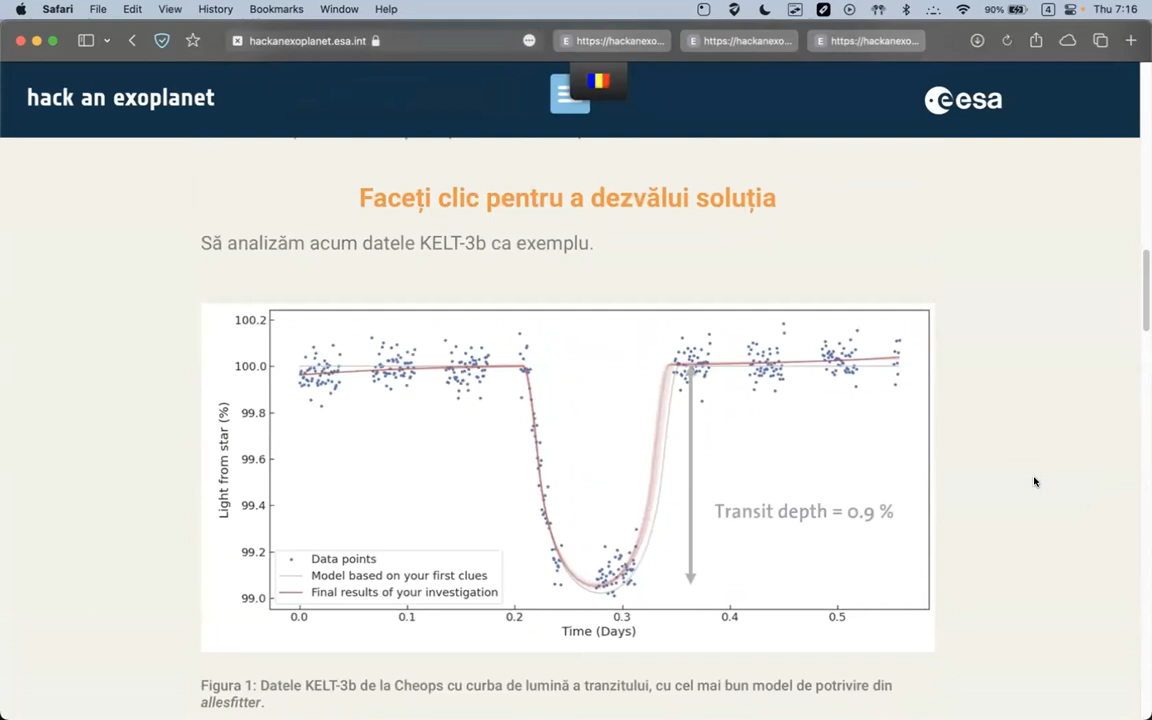 Safari File Edit View History Bookmarks Window Help 90% 4 Thu 7:16
hackanexoplanet.esa.int E https://hackanexo... E https://hackanexo... E https://hackanexo...
hack an exoplanet
esa
Faceți clic pentru a dezvălui soluția
Să analizăm acum datele KELT-3b ca exemplu.
100.2
100.0
99.8
99.6
99.4
99.2
99.0
Light from star (%)
Transit depth = 0.9 %
Data points
Model based on your first clues
Final results of your investigation
0.0 0.1 0.2 0.3 0.4 0.5
Time (Days)
Figura 1: Datele KELT-3b de la Cheops cu curba de lumină a tranzitului, cu cel mai bun model de potrivire din
allesfitter.